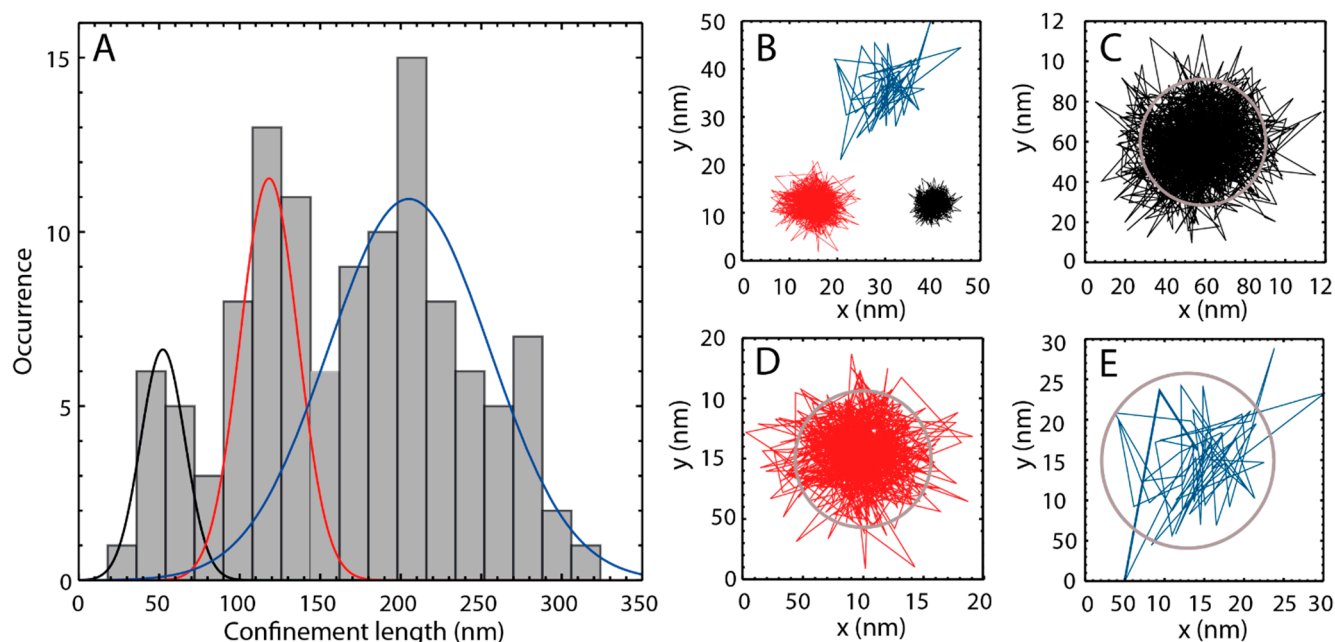 A
15
10
5
0
Occurrence
0 50 100 150 200 250 300 350
Confinement length (nm)
B
50
40
30
20
10
0
y (nm)
0 10 20 30 40 50
x (nm)
C
12
10
80
60
40
20
0
y (nm)
0 20 40 60 80 10 12
x (nm)
D
20
10
15
50
0
y (nm)
0 50 10 15 20
x (nm)
E
30
25
20
15
10
50
0
y (nm)
0 50 10 15 20 25 30
x (nm)